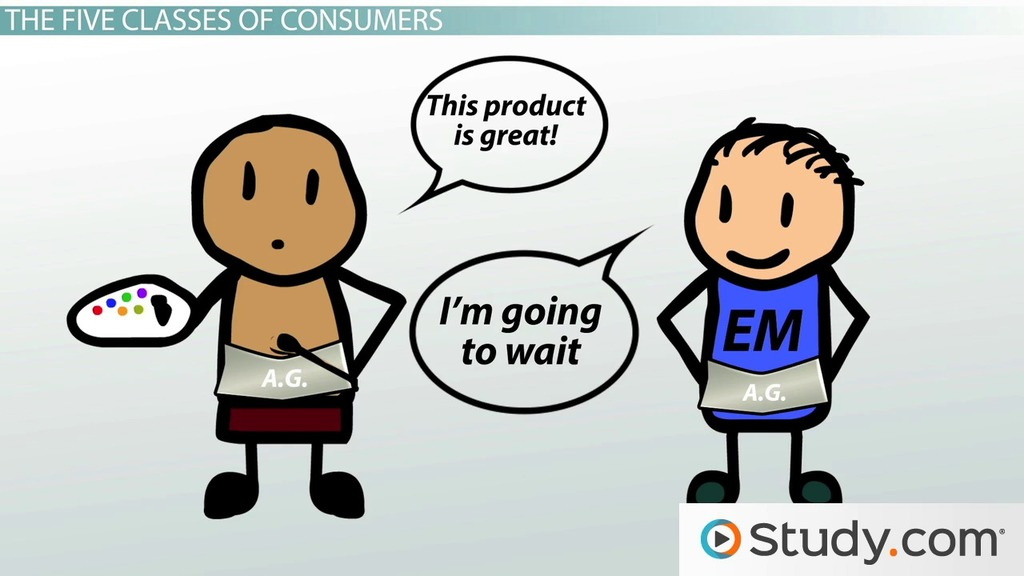 THE FIVE CLASSES OF CONSUMERS
This product
is great!
I'm going
to wait
EM
A.G.
A.G.
Study.com®